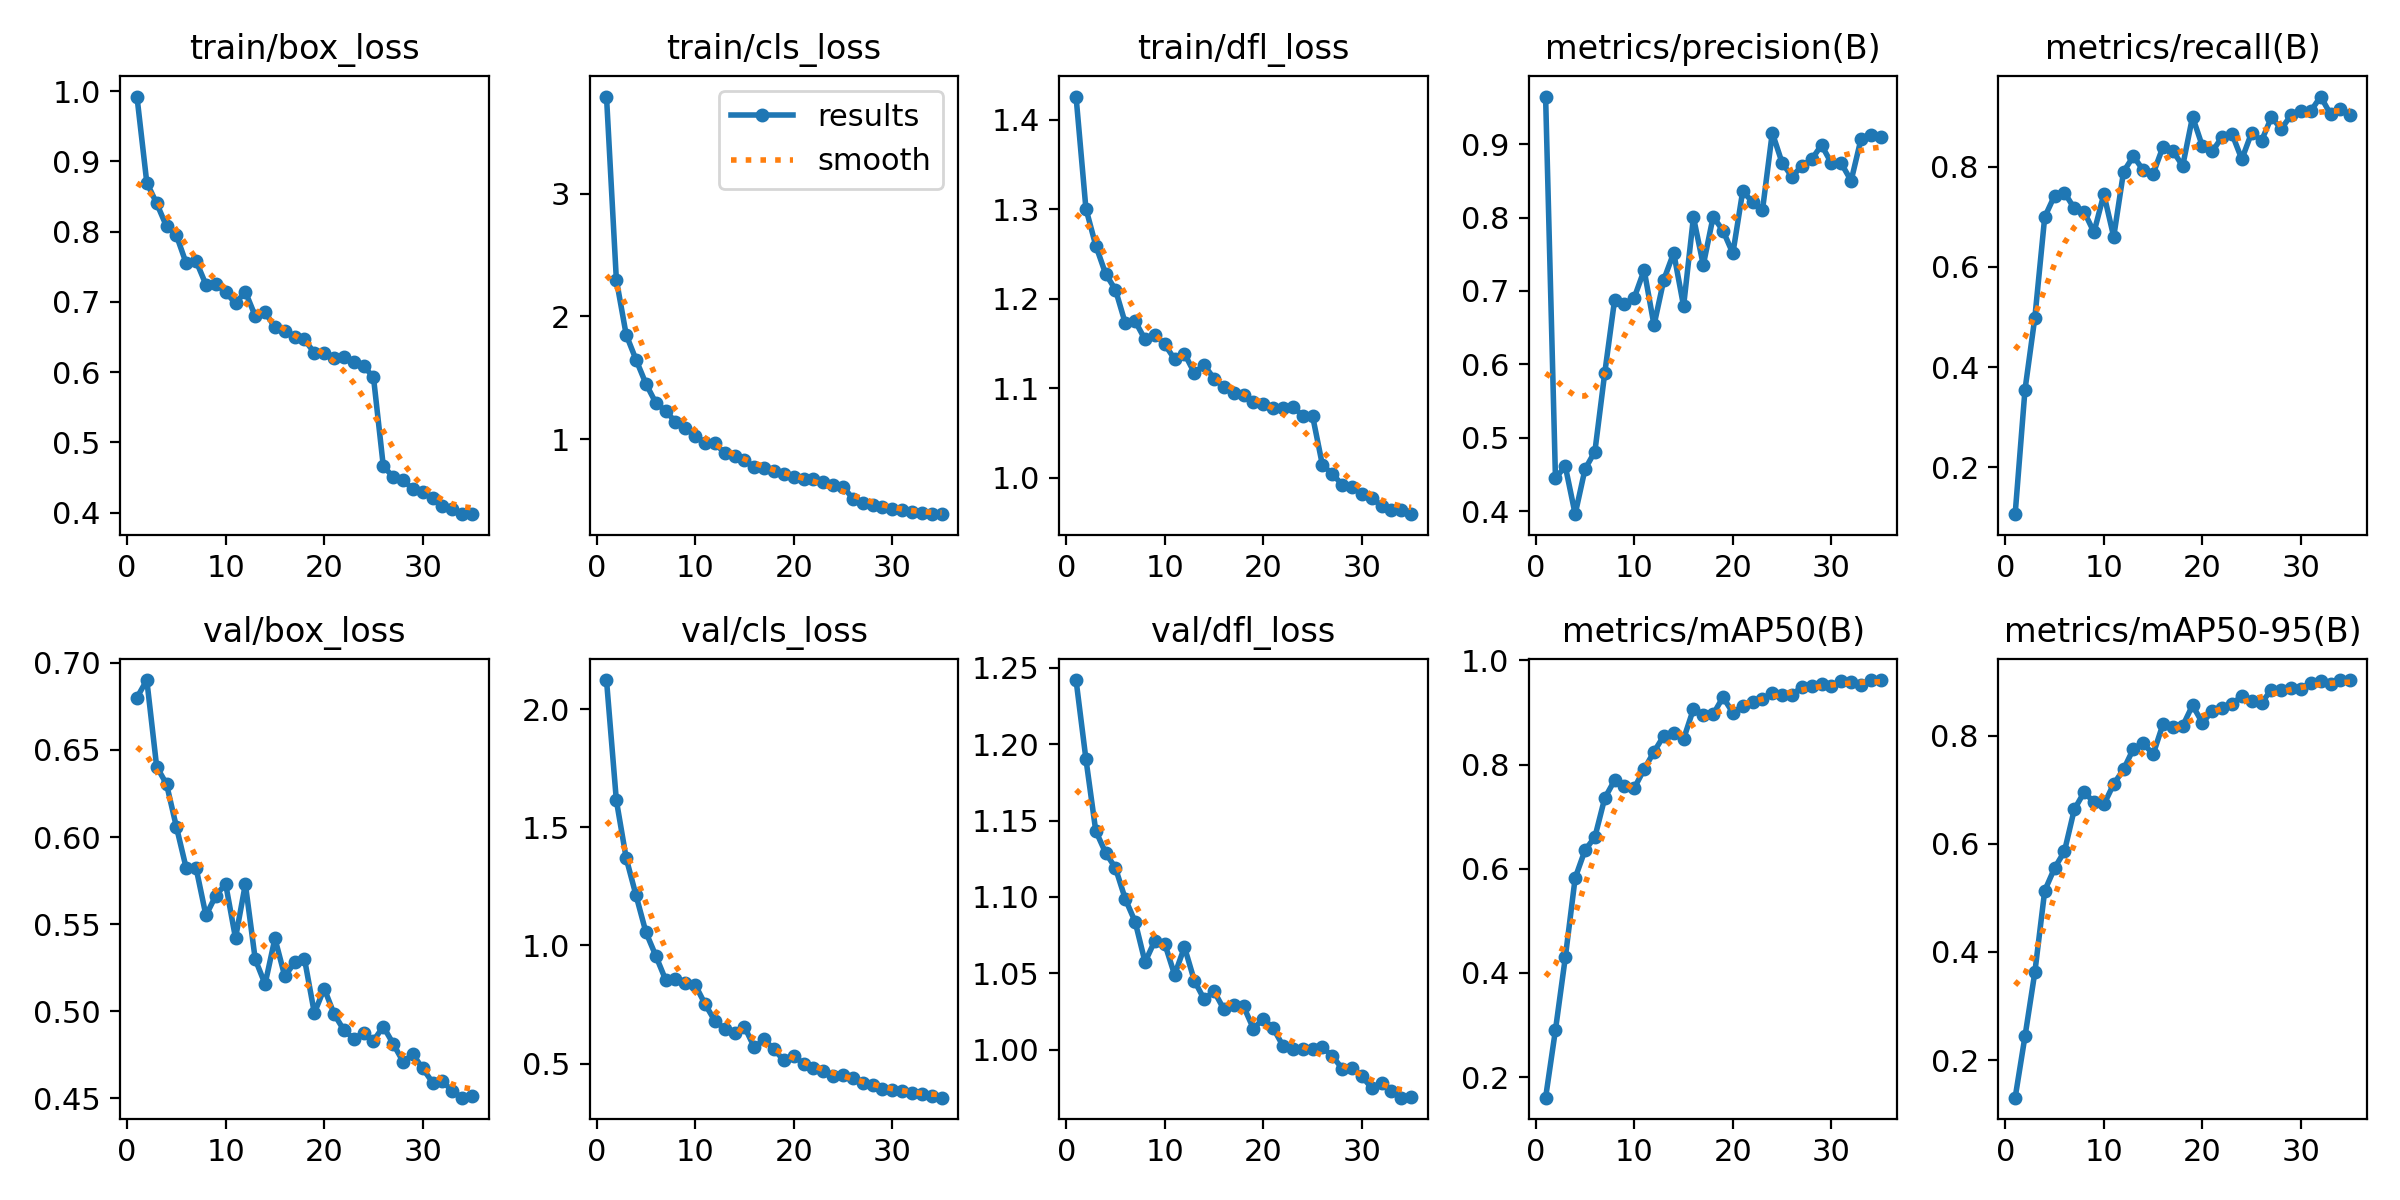 train/box_loss
train/cls_loss
train/dfl_loss
metrics/precision(B)
metrics/recall(B)
results
smooth
1.0
0.9
0.8
0.7
0.6
0.5
0.4
0 10 20 30
3
2
1
0 10 20 30
1.4
1.3
1.2
1.1
1.0
0 10 20 30
0.9
0.8
0.7
0.6
0.5
0.4
0 10 20 30
0.8
0.6
0.4
0.2
0 10 20 30
val/box_loss
val/cls_loss
val/dfl_loss
metrics/mAP50(B)
metrics/mAP50-95(B)
0.70
0.65
0.60
0.55
0.50
0.45
0 10 20 30
2.0
1.5
1.0
0.5
0 10 20 30
1.25
1.20
1.15
1.10
1.05
1.00
0 10 20 30
1.0
0.8
0.6
0.4
0.2
0 10 20 30
0.8
0.6
0.4
0.2
0 10 20 30